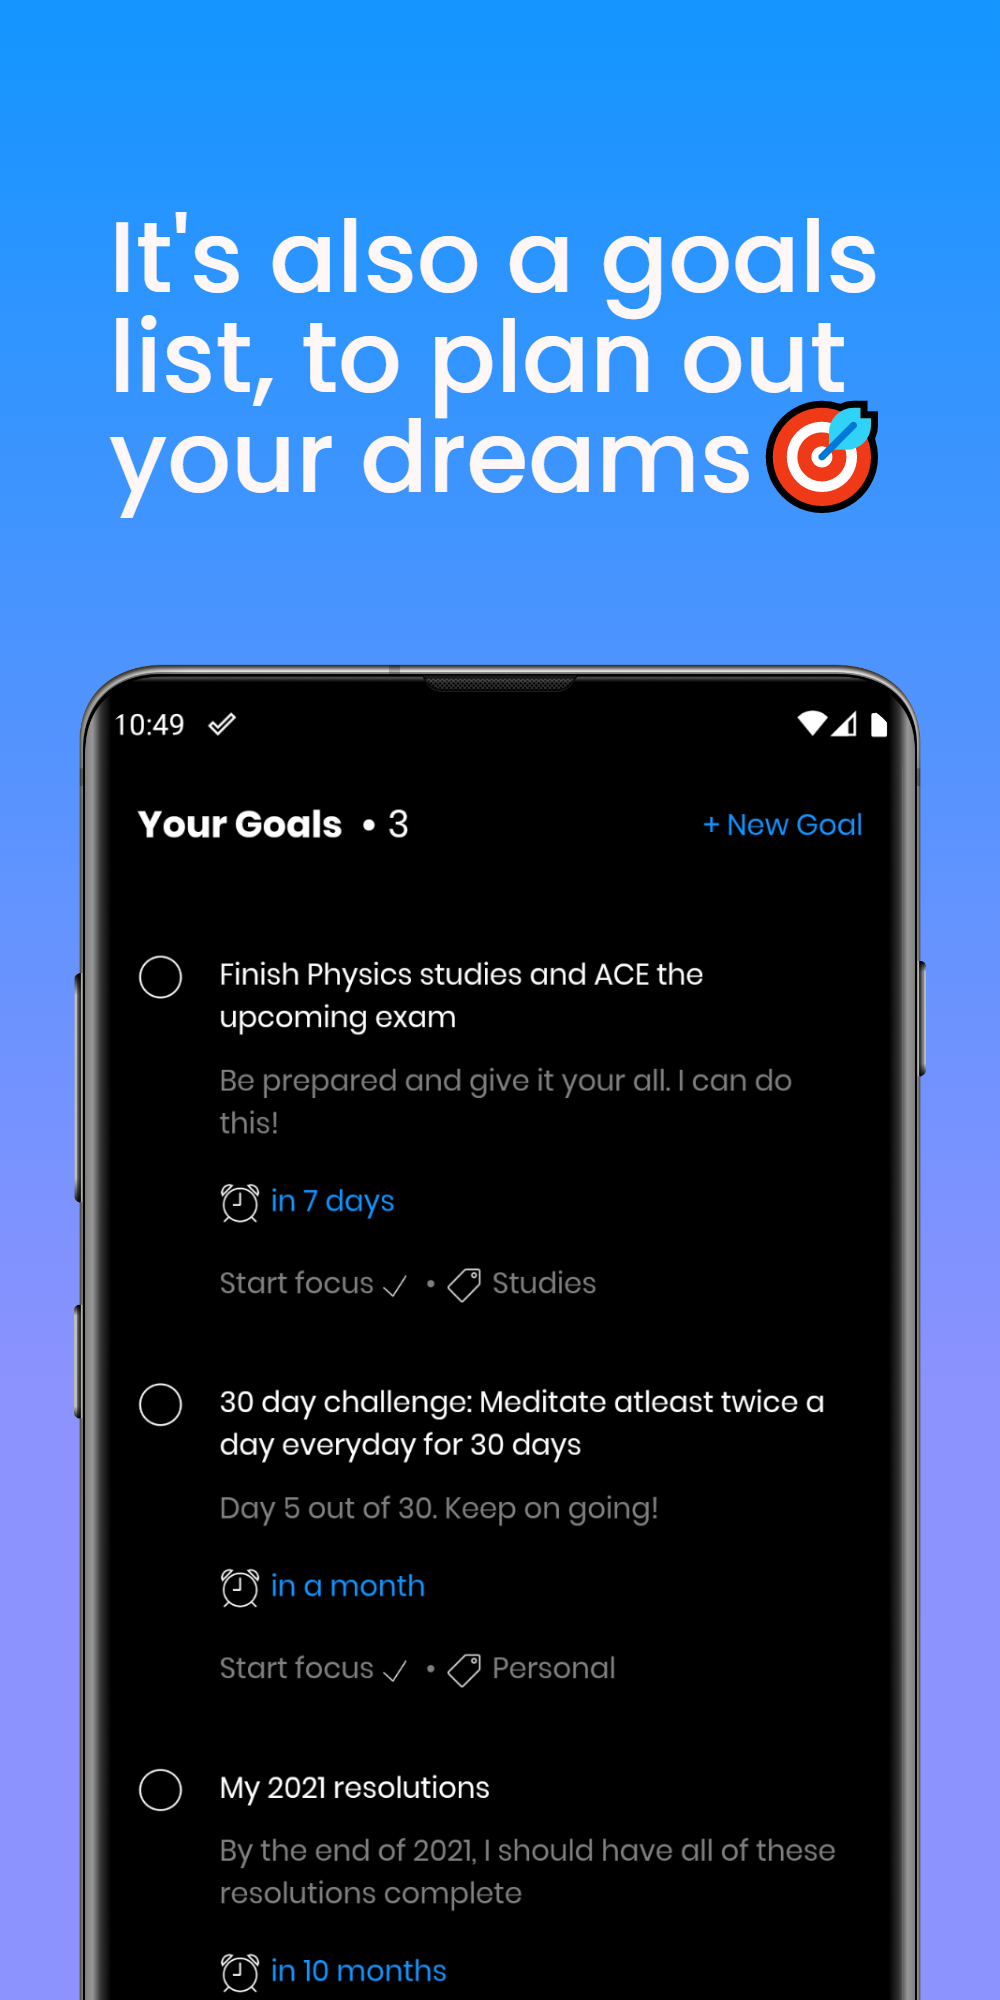 It's also a goals
list, to plan out
your dreams
10:49
Your Goals • 3
+ New Goal
Finish Physics studies and ACE the
upcoming exam
Be prepared and give it your all. I can do
this!
in 7 days
Start focus • Studies
30 day challenge: Meditate atleast twice a
day everyday for 30 days
Day 5 out of 30. Keep on going!
in a month
Start focus • Personal
My 2021 resolutions
By the end of 2021, I should have all of these
resolutions complete
in 10 months